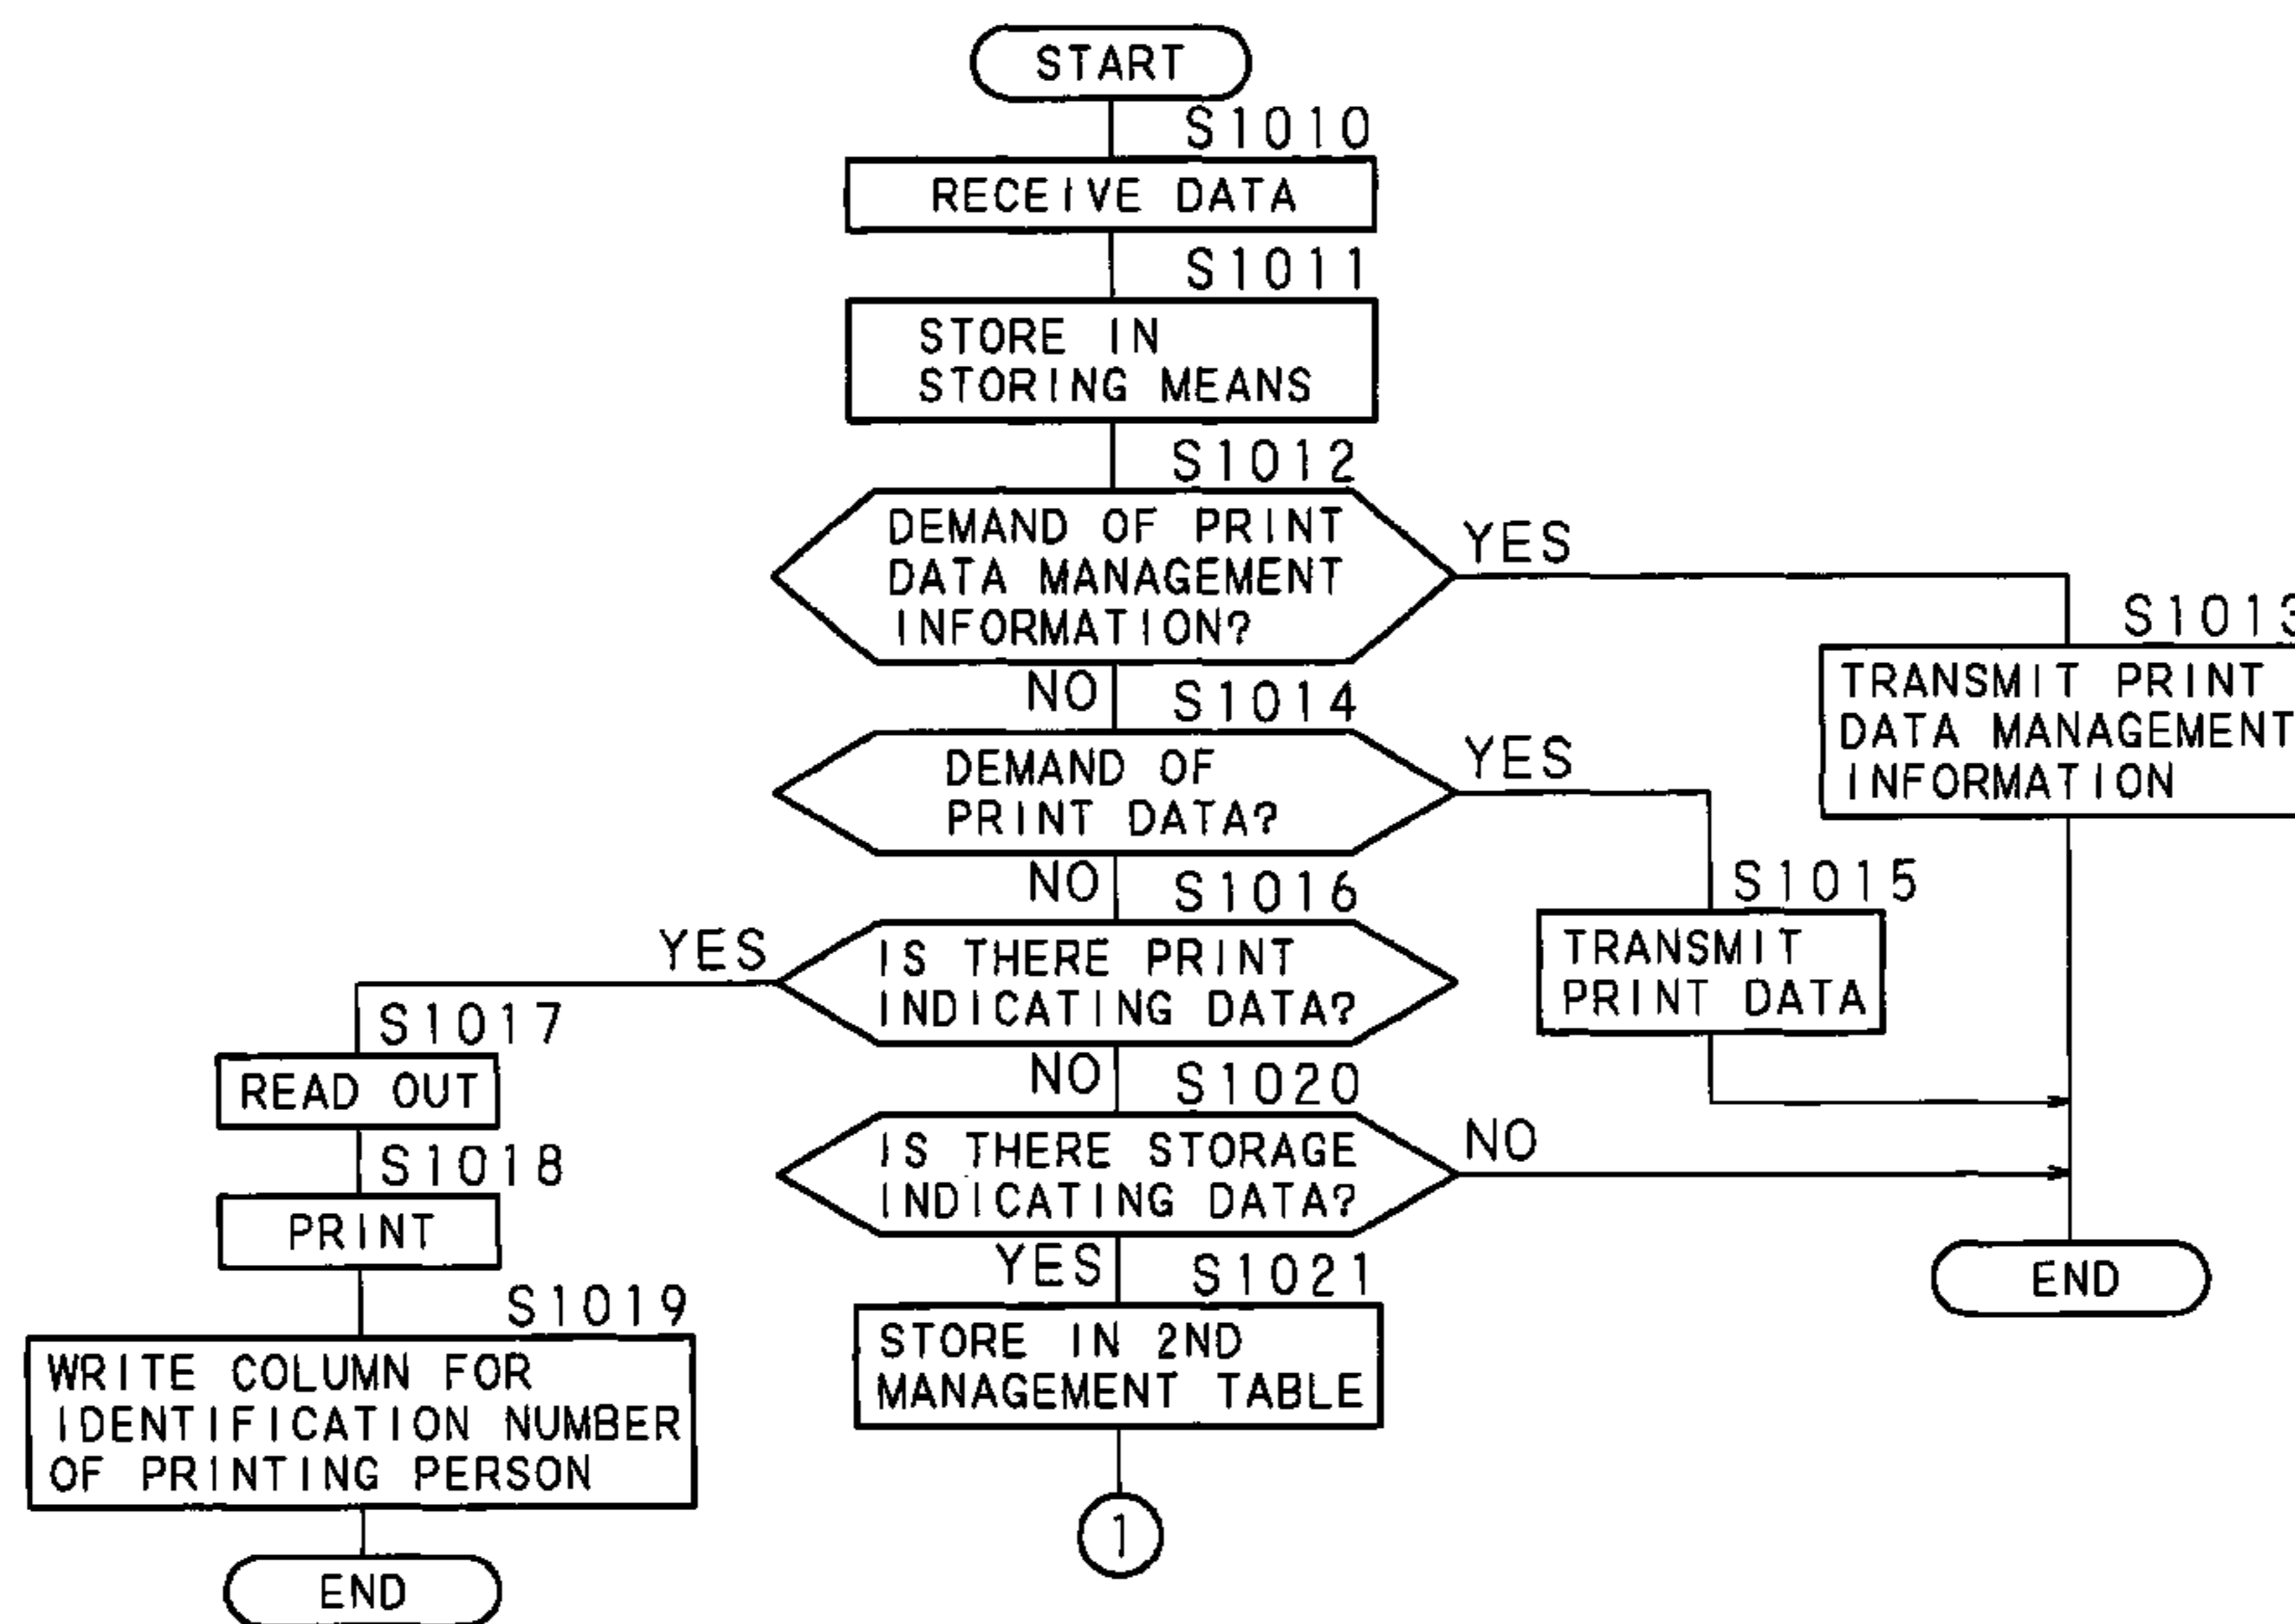 START
S1010
RECEIVE DATA
S1011
STORE IN
STORING MEANS
S1012
DEMAND OF PRINT
DATA MANAGEMENT
INFORMATION?
YES
S1013
TRANSMIT PRINT
DATA MANAGEMENT
INFORMATION
NO
S1014
DEMAND OF
PRINT DATA?
YES
S1015
TRANSMIT
PRINT DATA
NO
S1016
IS THERE PRINT
INDICATING DATA?
YES
S1017
READ OUT
S1018
PRINT
S1019
WRITE COLUMN FOR
IDENTIFICATION NUMBER
OF PRINTING PERSON
END
NO
S1020
IS THERE STORAGE
INDICATING DATA?
NO
END
YES
S1021
STORE IN 2ND
MANAGEMENT TABLE
1